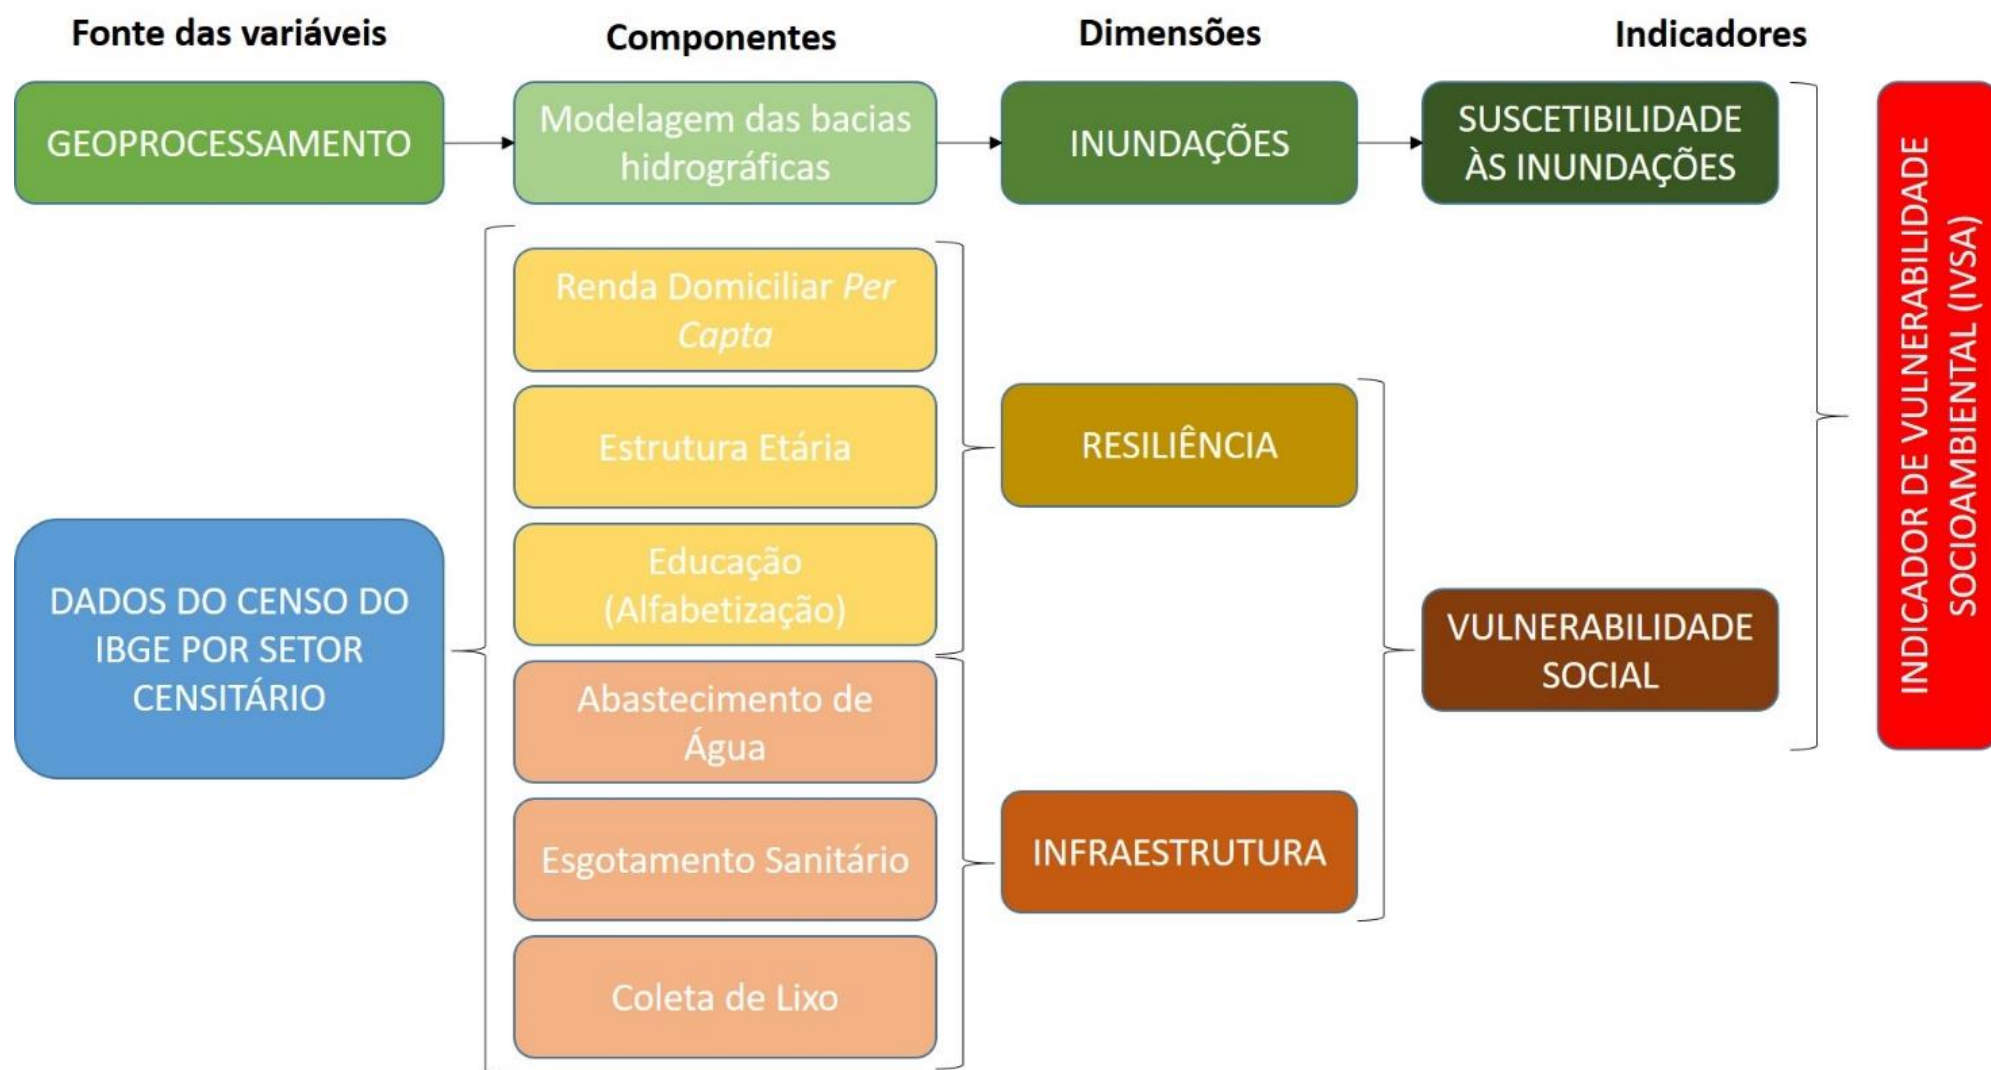 Fonte das variáveis
Componentes
Dimensões
Indicadores
GEOPROCESSAMENTO
Modelagem das bacias
hidrográficas
INUNDAÇÕES
SUSCETIBILIDADE
ÀS INUNDAÇÕES
DADOS DO CENSO DO
IBGE POR SETOR
CENSITÁRIO
Renda Domiciliar Per
Capta
Estrutura Etária
Educação
(Alfabetização)
Abastecimento de
Água
Esgotamento Sanitário
Coleta de Lixo
RESILIÊNCIA
INFRAESTRUTURA
VULNERABILIDADE
SOCIAL
INDICADOR DE VULNERABILIDADE
SOCIOAMBIENTAL (IVSA)